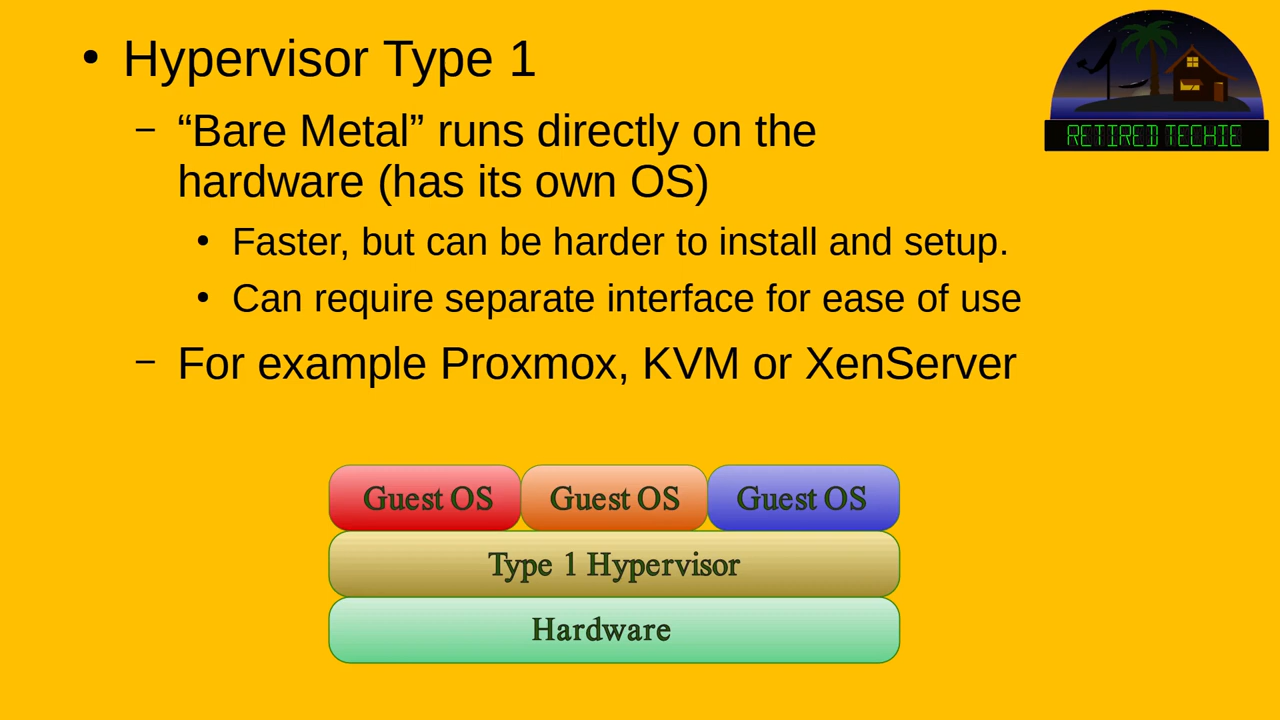 • Hypervisor Type 1
– “Bare Metal” runs directly on the
hardware (has its own OS)
• Faster, but can be harder to install and setup.
• Can require separate interface for ease of use
– For example Proxmox, KVM or XenServer
RETIRED TECHIE
Guest OS Guest OS Guest OS
Type 1 Hypervisor
Hardware